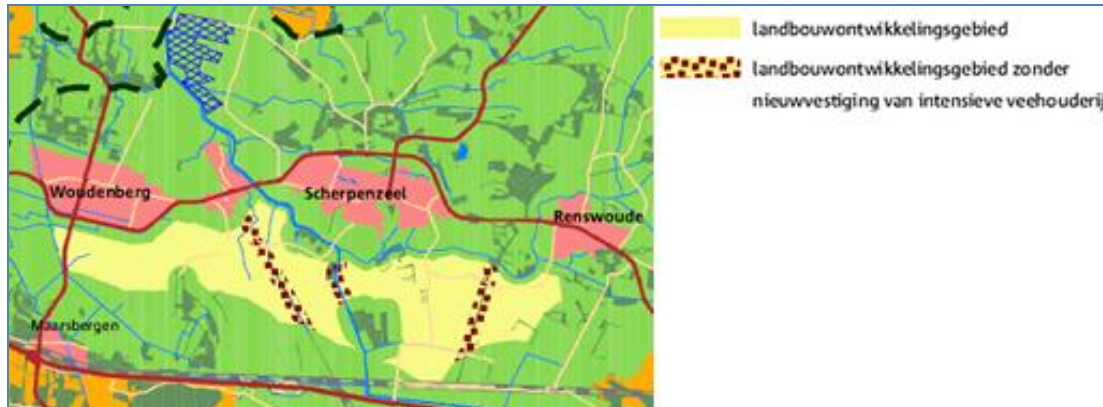 landbouwontwikkelingsgebied
landbouwontwikkelingsgebied zonder
nieuwvestiging van intensieve veehouderij
Woudenberg
Scherpenzeel
Renswoude
Maarsbergen